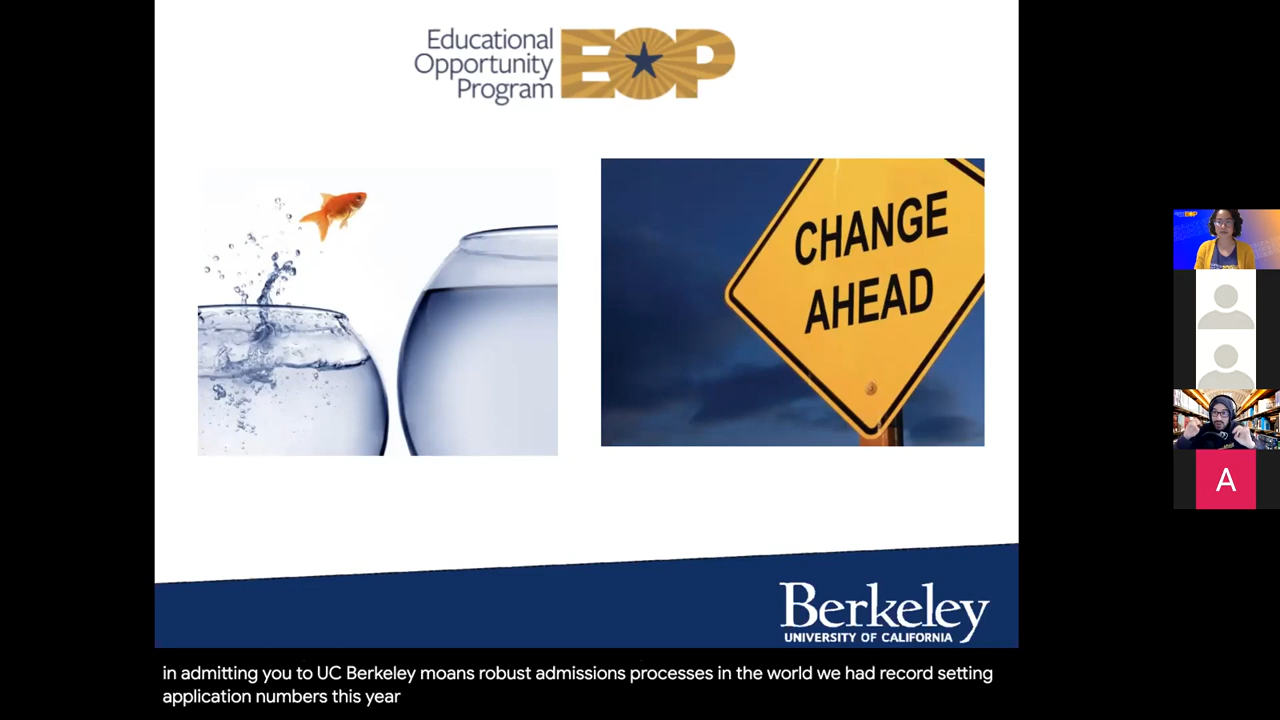 Educational
Opportunity
Program
EOP
CHANGE
AHEAD
Berkeley
UNIVERSITY OF CALIFORNIA
A
in admitting you to UC Berkeley moans robust admissions processes in the world we had record setting
application numbers this year